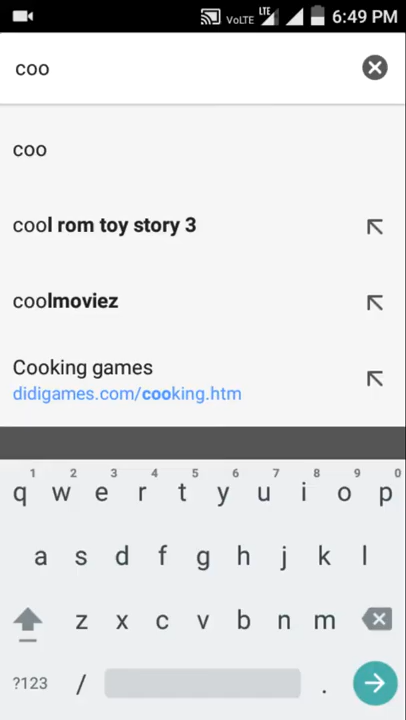 VoLTE LTE 6:49 PM
coo
coo
cool rom toy story 3
coolmoviez
Cooking games
didigames.com/cooking.htm
1 2 3 4 5 6 7 8 9 0
q w e r t y u i o p
a s d f g h j k l
z x c v b n m
?123 / .